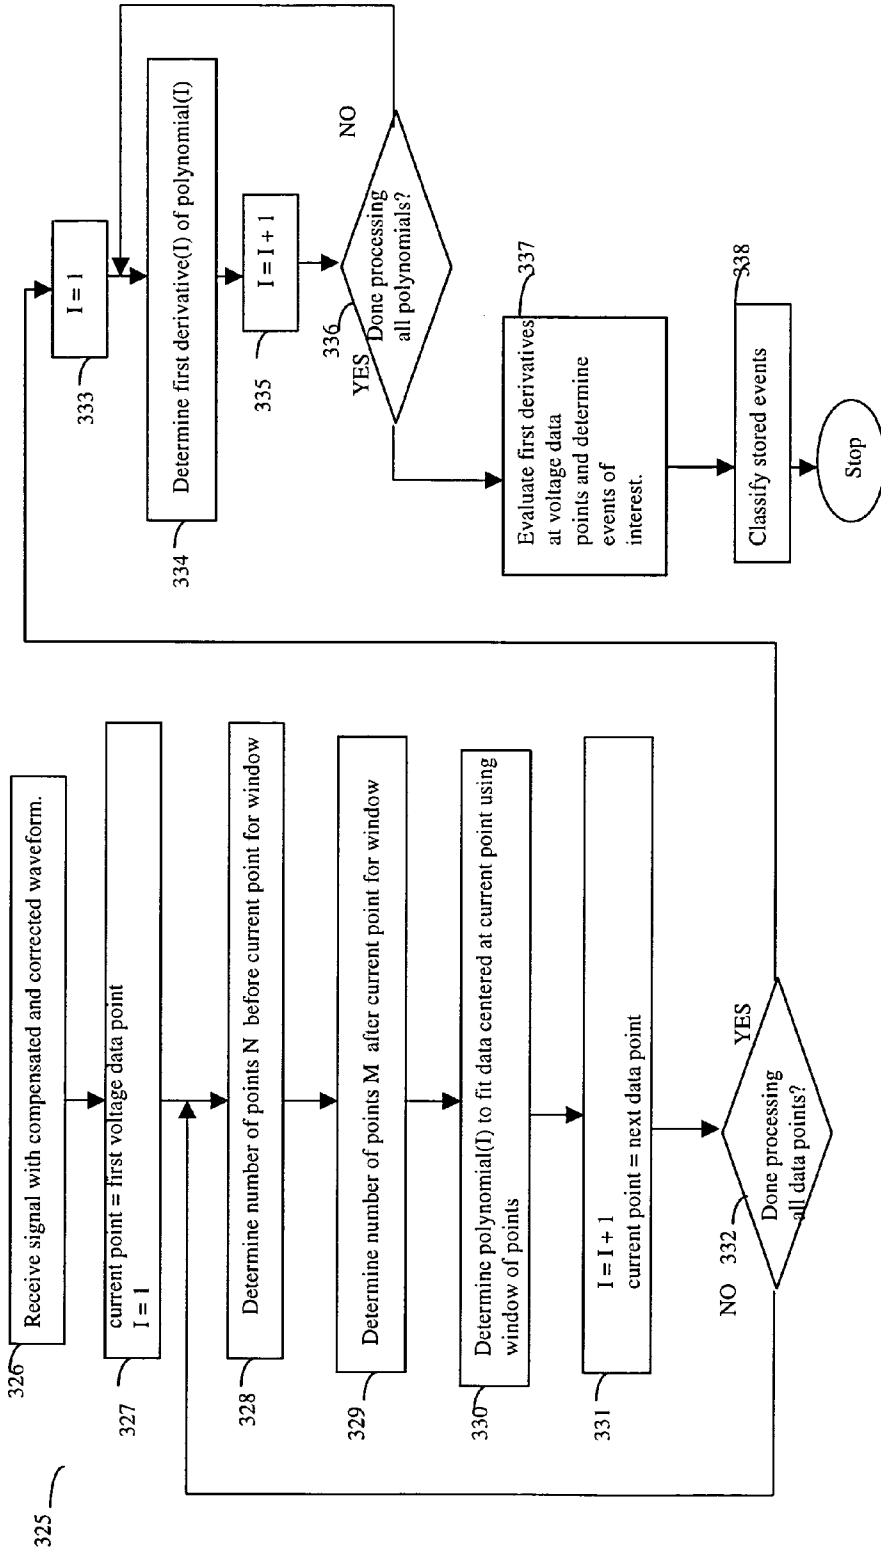 325
326
Receive signal with compensated and corrected waveform.
327
current point = first voltage data point
I = 1
328
Determine number of points N before current point for window
329
Determine number of points M after current point for window
330
Determine polynomial(I) to fit data centered at current point using
window of points
331
I = I + 1
current point = next data point
332
Done processing
all data points?
NO
YES
333
I = 1
334
Determine first derivative(I) of polynomial(I)
335
I = I + 1
336
Done processing
all polynomials?
NO
YES
337
Evaluate first derivatives
at voltage data
points and determine
events of
interest.
338
Classify stored events
Stop